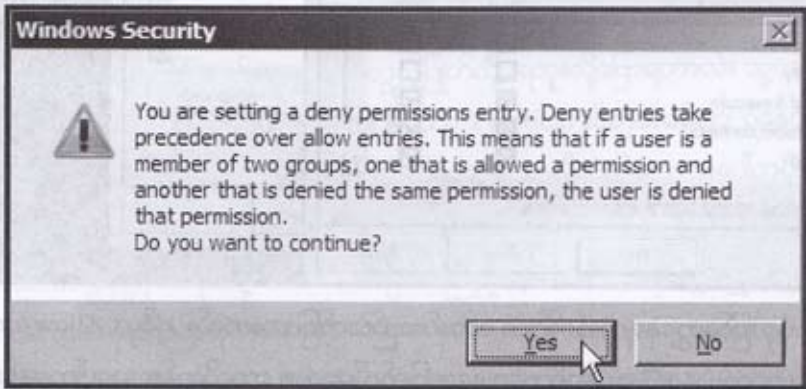 Windows Security
You are setting a deny permissions entry. Deny entries take
precedence over allow entries. This means that if a user is a
member of two groups, one that is allowed a permission and
another that is denied the same permission, the user is denied
that permission.
Do you want to continue?
Yes
No